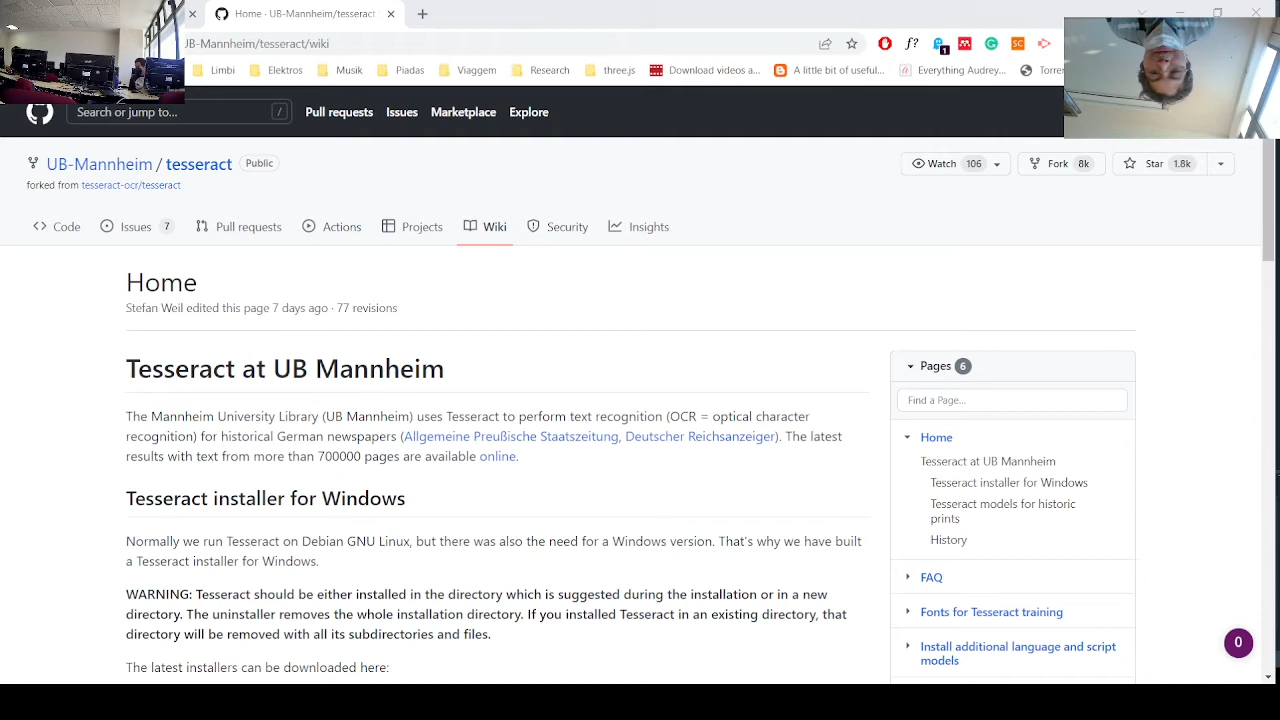 Home · UB-Mannheim/tesseract
JB-Mannheim/tesseract/wiki
Limbi Elektros Musik Piadas Viaggem Research three.js Download videos a... A little bit of useful... Everything Audrey... Torre
Search or jump to... / Pull requests Issues Marketplace Explore
UB-Mannheim / tesseract Public
Watch 106 Fork 8k Star 1.8k
forked from tesseract-ocr/tesseract
Code Issues 7 Pull requests Actions Projects Wiki Security Insights
Home
Stefan Weil edited this page 7 days ago · 77 revisions
Tesseract at UB Mannheim
The Mannheim University Library (UB Mannheim) uses Tesseract to perform text recognition (OCR = optical character
recognition) for historical German newspapers (Allgemeine Preußische Staatszeitung, Deutscher Reichsanzeiger). The latest
results with text from more than 700000 pages are available online.
Tesseract installer for Windows
Normally we run Tesseract on Debian GNU Linux, but there was also the need for a Windows version. That's why we have built
a Tesseract installer for Windows.
WARNING: Tesseract should be either installed in the directory which is suggested during the installation or in a new
directory. The uninstaller removes the whole installation directory. If you installed Tesseract in an existing directory, that
directory will be removed with all its subdirectories and files.
The latest installers can be downloaded here:
Pages 6
Find a Page...
Home
Tesseract at UB Mannheim
Tesseract installer for Windows
Tesseract models for historic
prints
History
FAQ
Fonts for Tesseract training
Install additional language and script
models
0